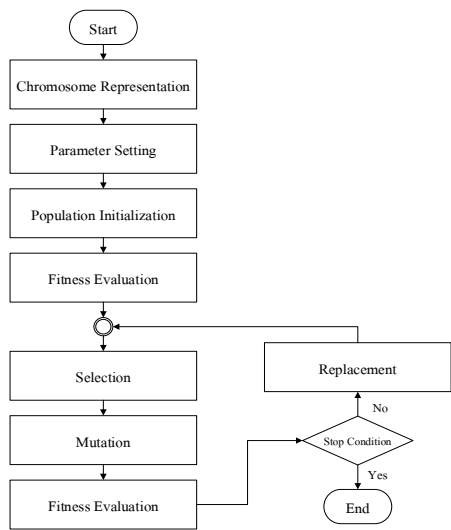 Start
Chromosome Representation
Parameter Setting
Population Initialization
Fitness Evaluation
Selection
Mutation
Fitness Evaluation
Replacement
No
Stop Condition
Yes
End